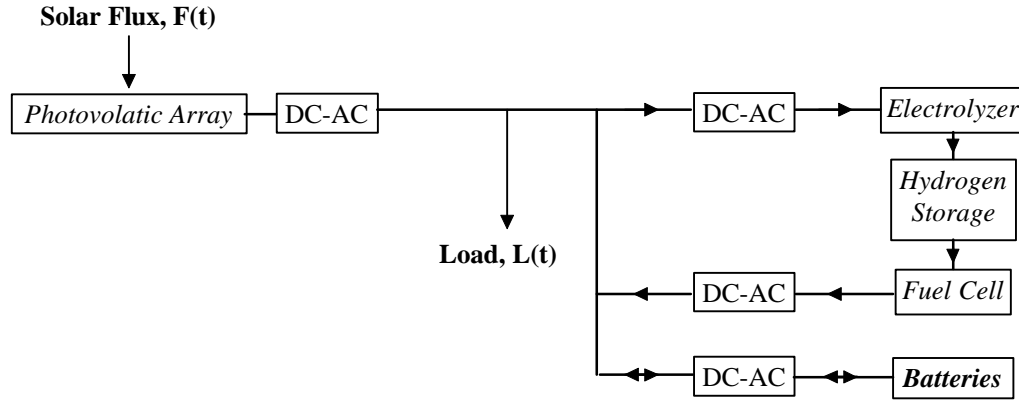 Solar Flux, F(t)
Photovolatic Array
DC-AC
DC-AC
Electrolyzer
Hydrogen
Storage
Load, L(t)
DC-AC
Fuel Cell
DC-AC
Batteries